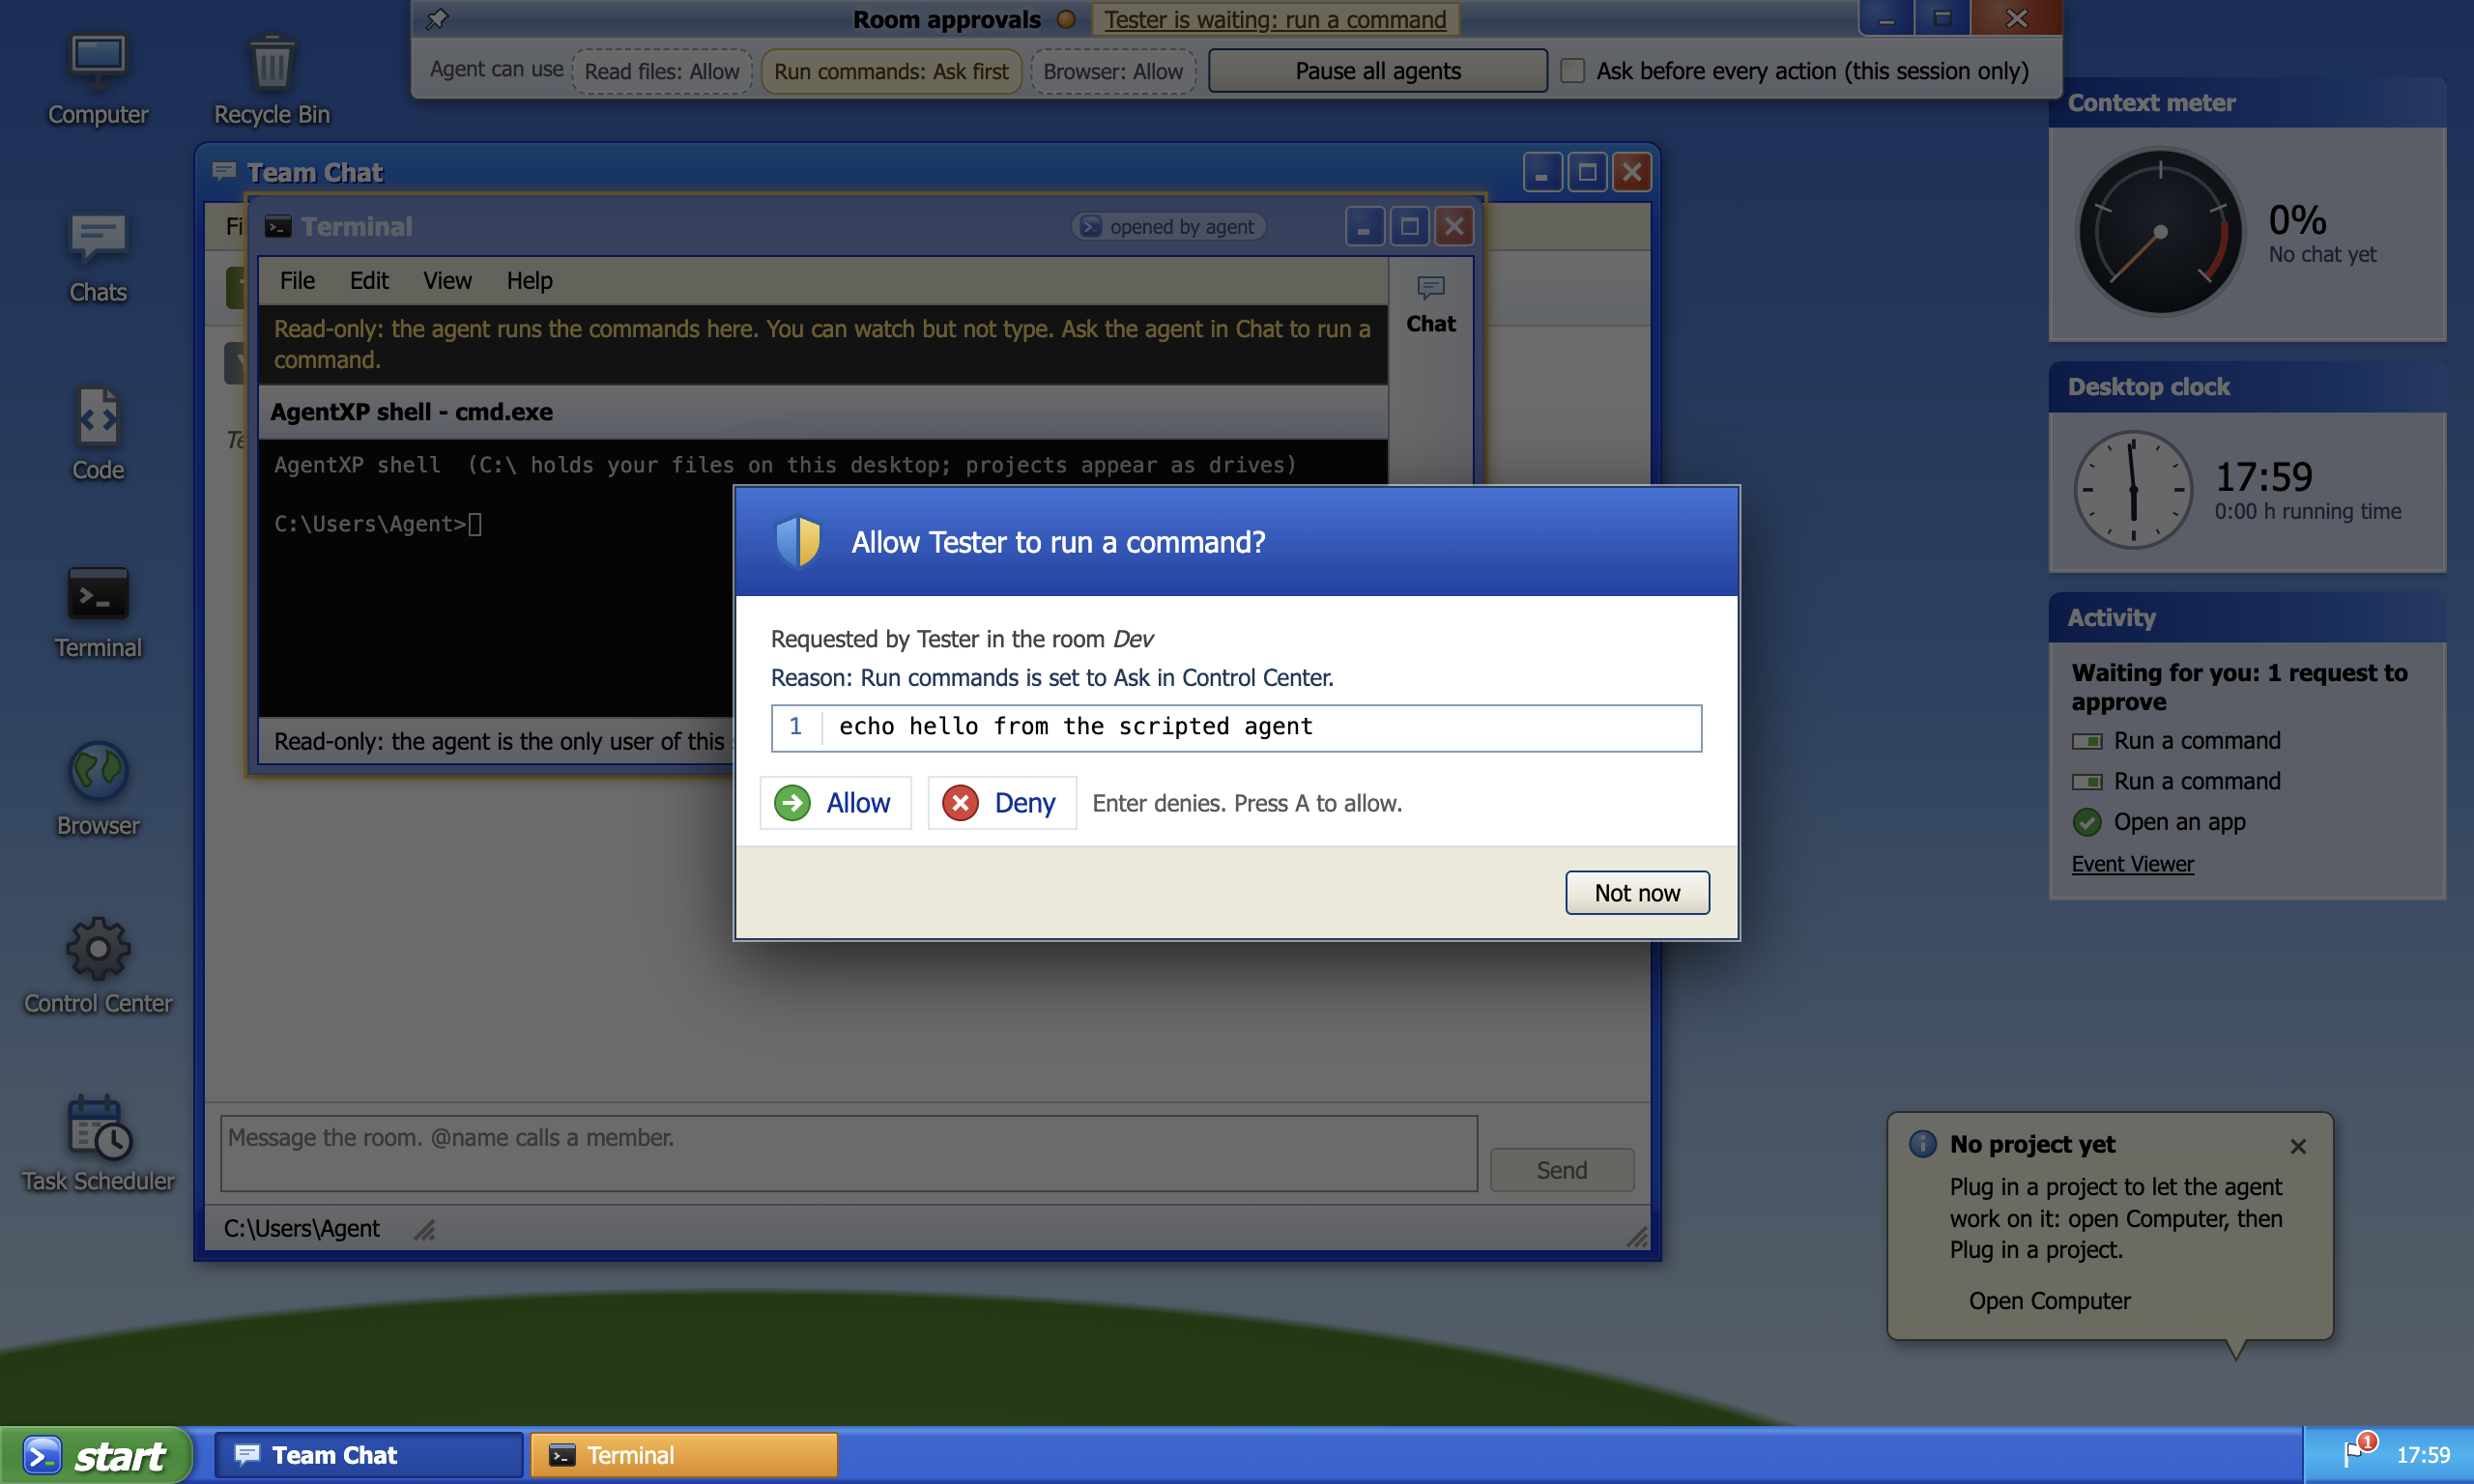 Room approvals
Tester is waiting: run a command
Agent can use
Read files: Allow
Run commands: Ask first
Browser: Allow
Pause all agents
Ask before every action (this session only)
Computer
Recycle Bin
Chats
Code
Terminal
Browser
Control Center
Task Scheduler
Team Chat
Fi
Terminal
opened by agent
File
Edit
View
Help
Chat
Read-only: the agent runs the commands here. You can watch but not type. Ask the agent in Chat to run a
command.
AgentXP shell - cmd.exe
AgentXP shell (C:\ holds your files on this desktop; projects appear as drives)
C:\Users\Agent>
Read-only: the agent is the only user of this
Te
Allow Tester to run a command?
Requested by Tester in the room Dev
Reason: Run commands is set to Ask in Control Center.
1 echo hello from the scripted agent
Allow
Deny
Enter denies. Press A to allow.
Not now
Message the room. @name calls a member.
Send
C:\Users\Agent
Context meter
0%
No chat yet
Desktop clock
17:59
0:00 h running time
Activity
Waiting for you: 1 request to
approve
Run a command
Run a command
Open an app
Event Viewer
No project yet
Plug in a project to let the agent
work on it: open Computer, then
Plug in a project.
Open Computer
start
Team Chat
Terminal
1
17:59